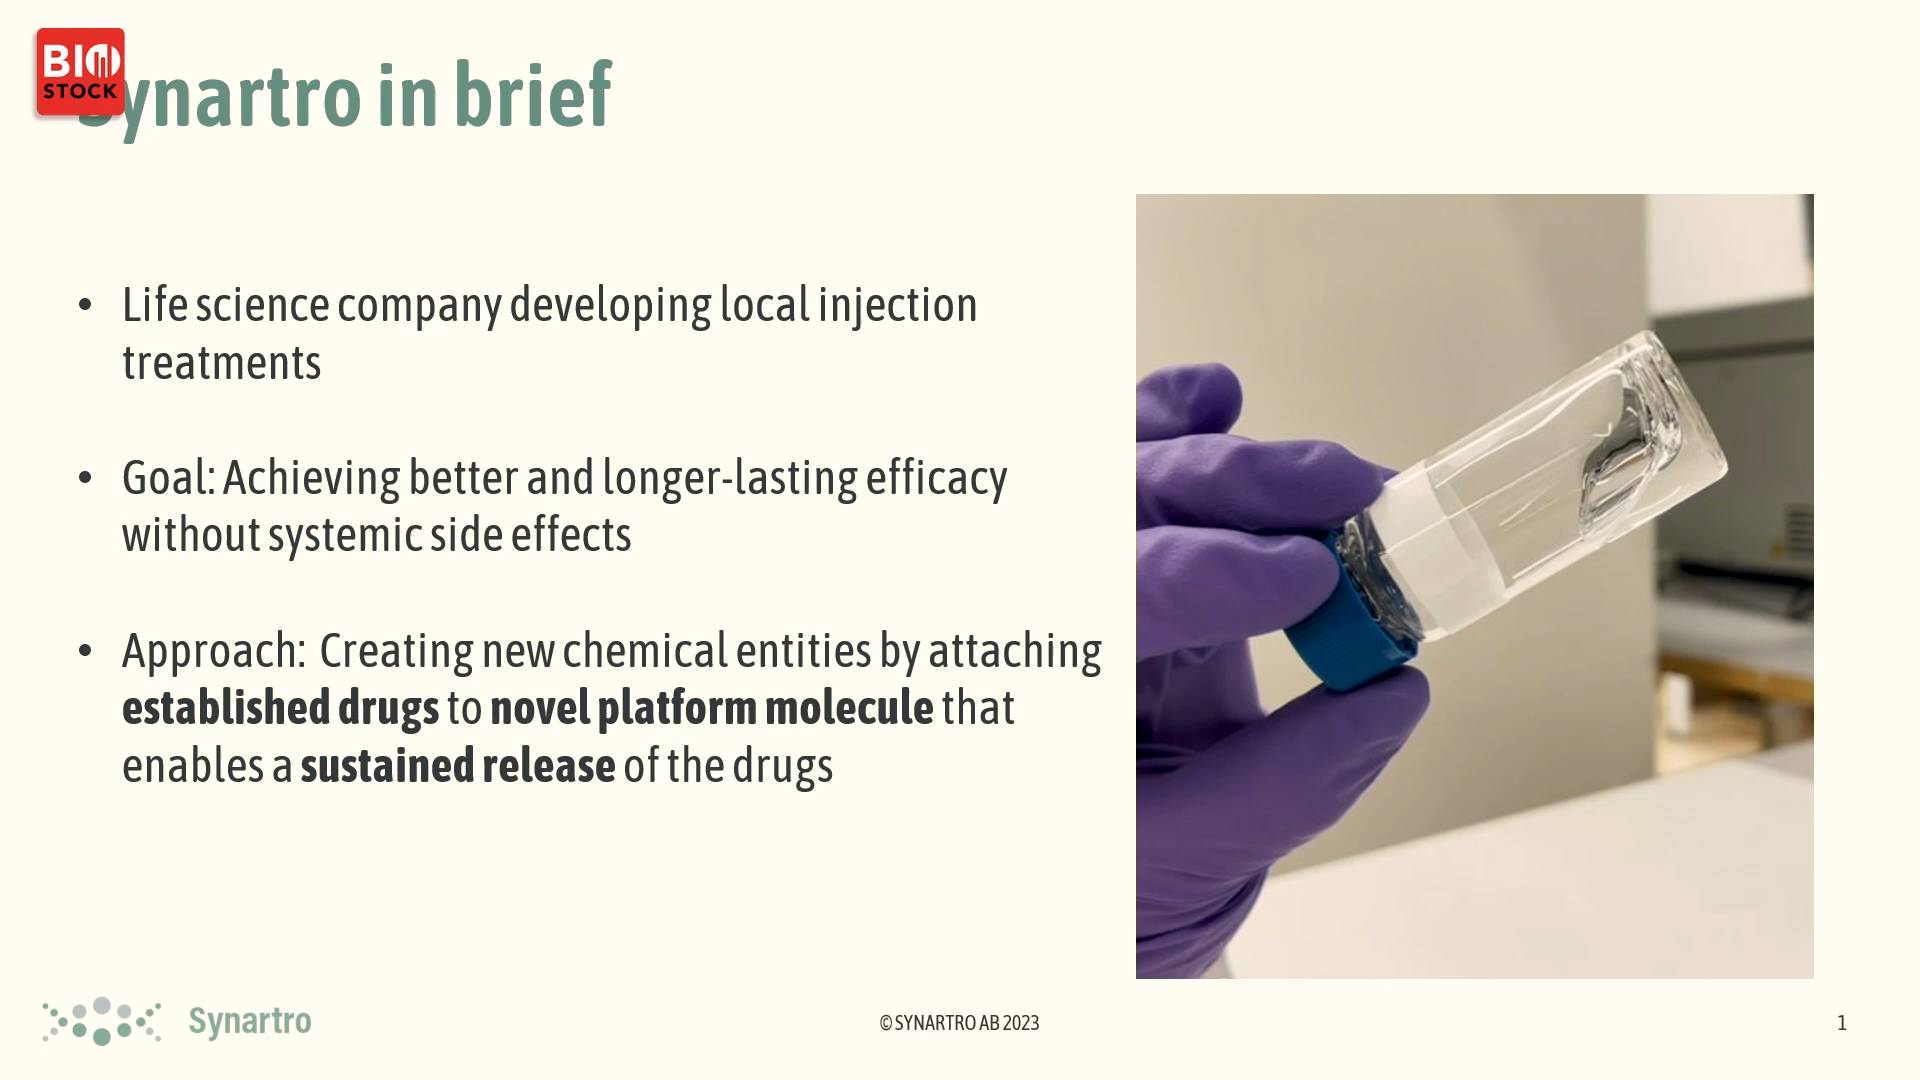 BIO
STOCK
Synartro in brief
• Life science company developing local injection
treatments
• Goal: Achieving better and longer-lasting efficacy
without systemic side effects
• Approach: Creating new chemical entities by attaching
established drugs to novel platform molecule that
enables a sustained release of the drugs
Synartro
© SYNARTRO AB 2023
1